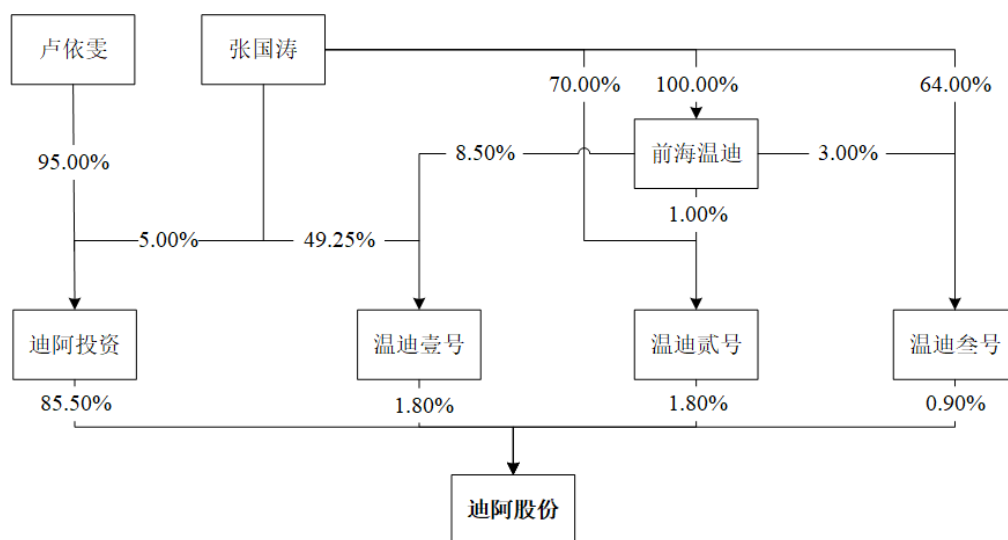 卢依雯
张国涛
70.00%
100.00%
64.00%
95.00%
8.50%
前海温迪
3.00%
1.00%
5.00%
49.25%
迪阿投资
温迪壹号
温迪贰号
温迪叁号
85.50%
1.80%
1.80%
0.90%
迪阿股份